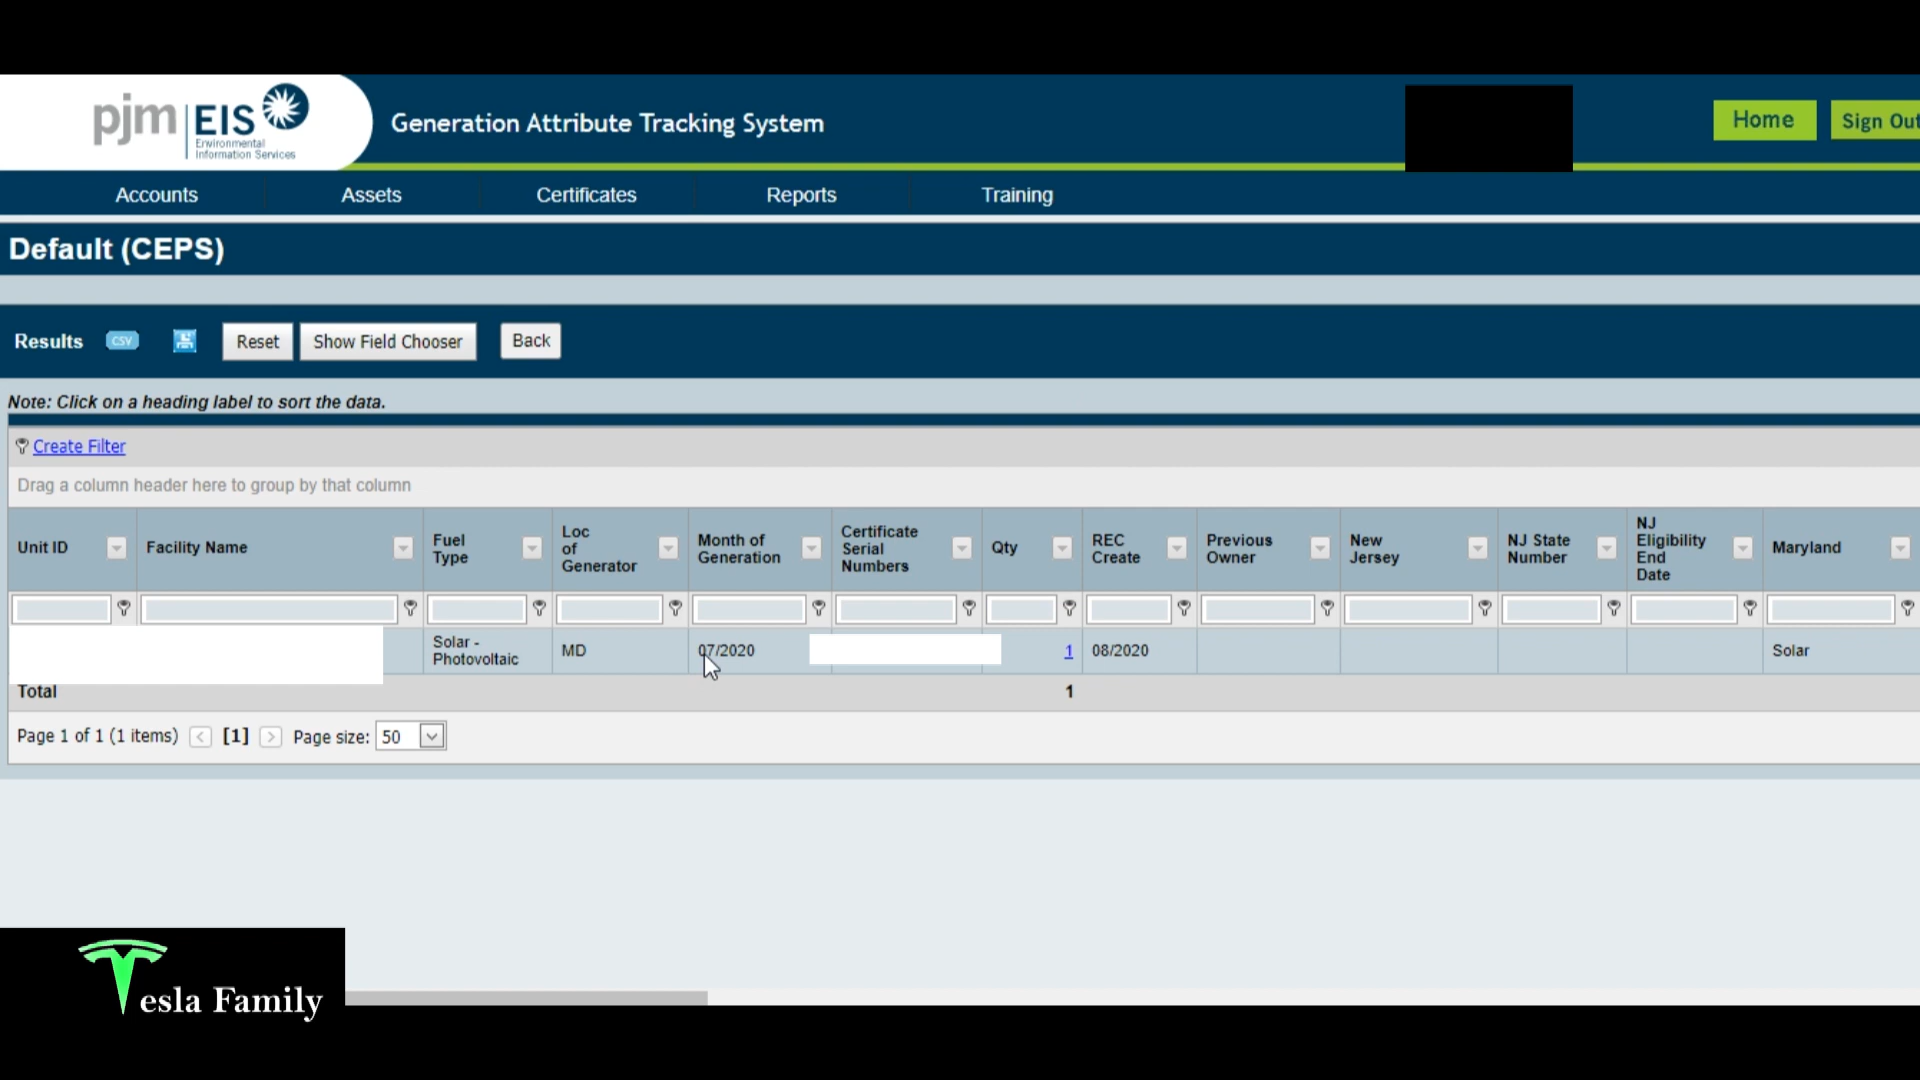 pjm EIS
Environmental
Information Services
Generation Attribute Tracking System
Home
Sign Out
Accounts
Assets
Certificates
Reports
Training
Default (CEPS)
Results
CSV
Reset
Show Field Chooser
Back
Note: Click on a heading label to sort the data.
Create Filter
Drag a column header here to group by that column
Unit ID
Facility Name
Fuel
Type
Loc
of
Generator
Month of
Generation
Certificate
Serial
Numbers
Qty
REC
Create
Previous
Owner
New
Jersey
NJ State
Number
NJ
Eligibility
End
Date
Maryland
Solar -
Photovoltaic
MD
07/2020
1
08/2020
Solar
Total
1
Page 1 of 1 (1 items) < [1] > Page size: 50
Tesla Family